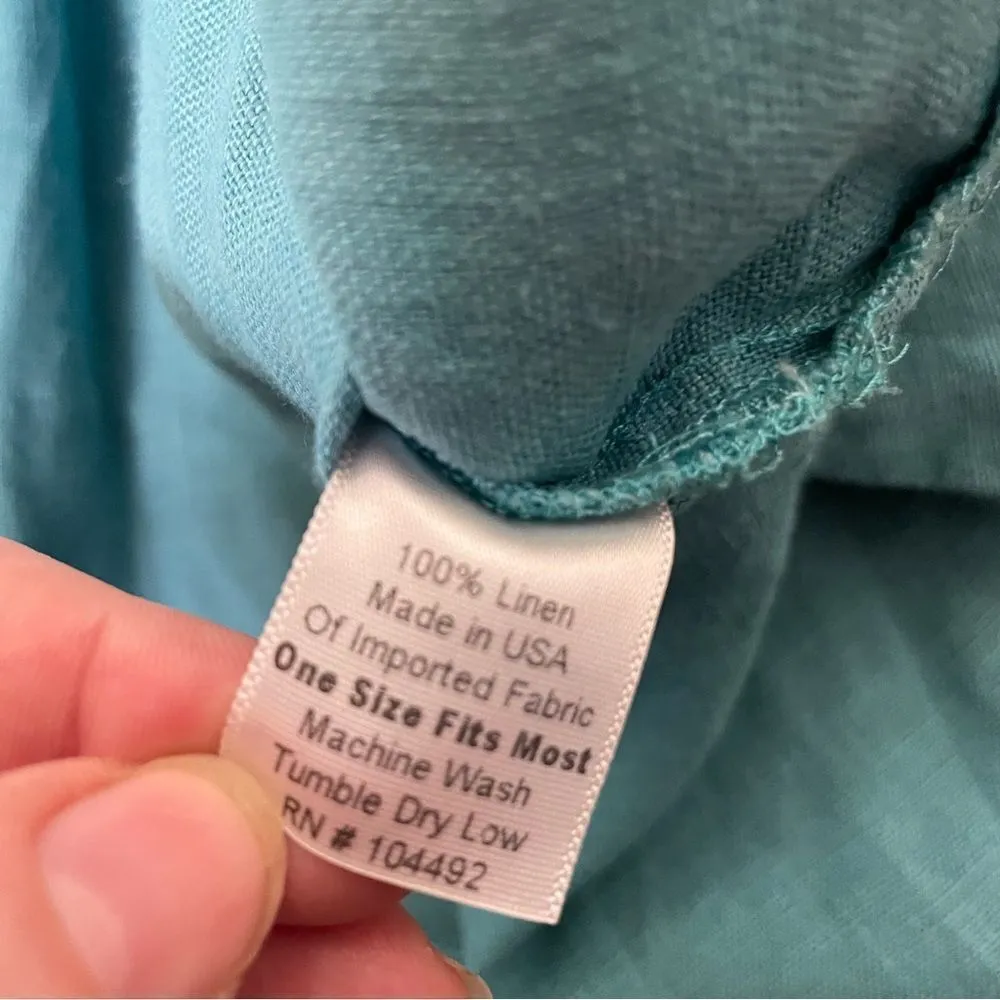 100% Linen
Made in USA
Of Imported Fabric
One Size Fits Most
Machine Wash
Tumble Dry Low
RN # 104492